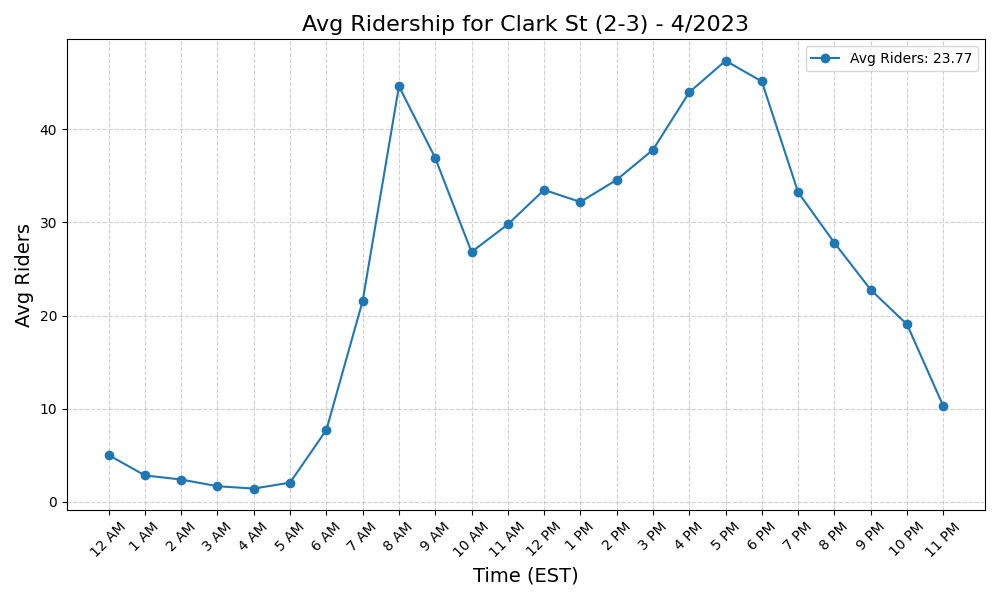 Avg Ridership for Clark St (2-3) - 4/2023
Avg Riders: 23.77
Avg Riders
40
30
20
10
0
12 AM
1 AM
2 AM
3 AM
4 AM
5 AM
6 AM
7 AM
8 AM
9 AM
10 AM
11 AM
12 PM
1 PM
2 PM
3 PM
4 PM
5 PM
6 PM
7 PM
8 PM
9 PM
10 PM
11 PM
Time (EST)